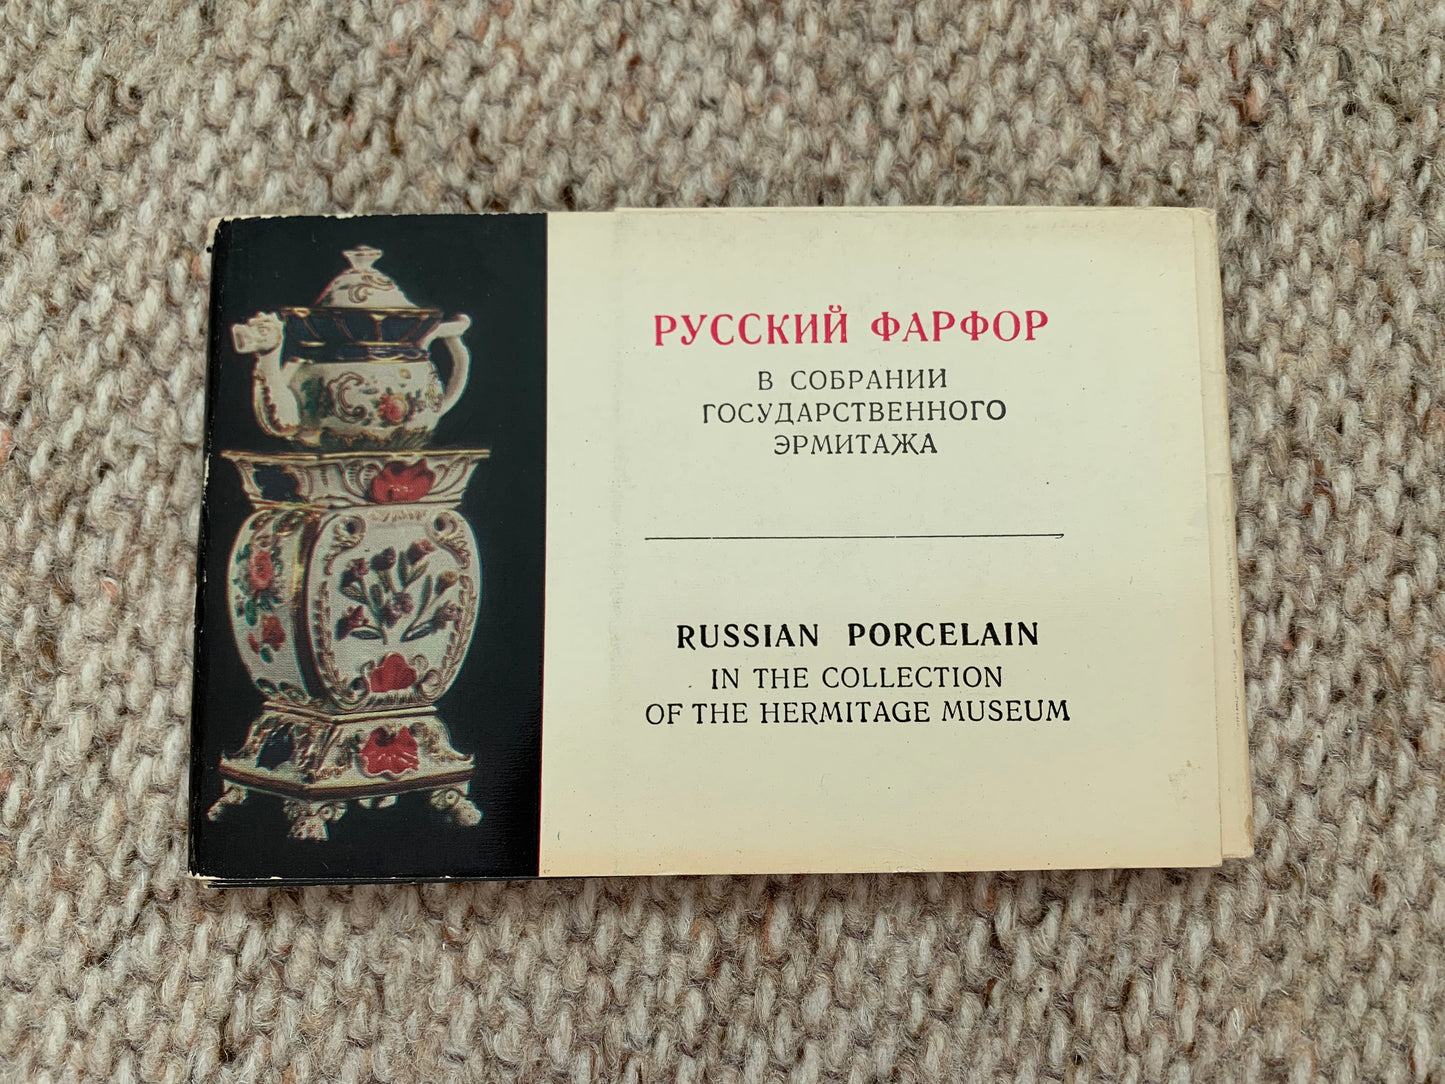 РУССКИЙ ФАРФОР
В СОБРАНИИ
ГОСУДАРСТВЕННОГО
ЭРМИТАЖА
RUSSIAN PORCELAIN
IN THE COLLECTION
OF THE HERMITAGE MUSEUM